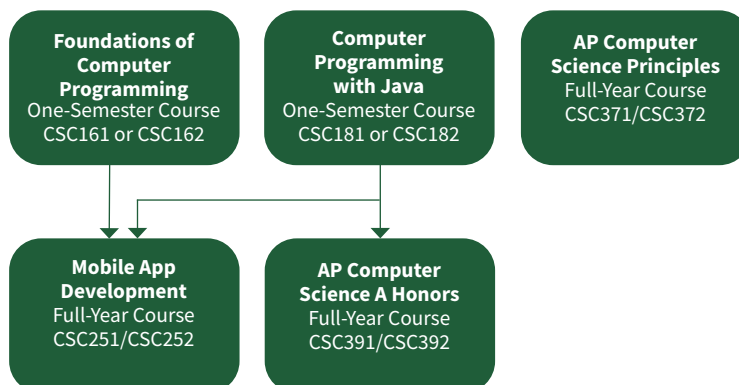 Foundations of
Computer
Programming
One-Semester Course
CSC161 or CSC162
Computer
Programming
with Java
One-Semester Course
CSC181 or CSC182
AP Computer
Science Principles
Full-Year Course
CSC371/CSC372
Mobile App
Development
Full-Year Course
CSC251/CSC252
AP Computer
Science A Honors
Full-Year Course
CSC391/CSC392